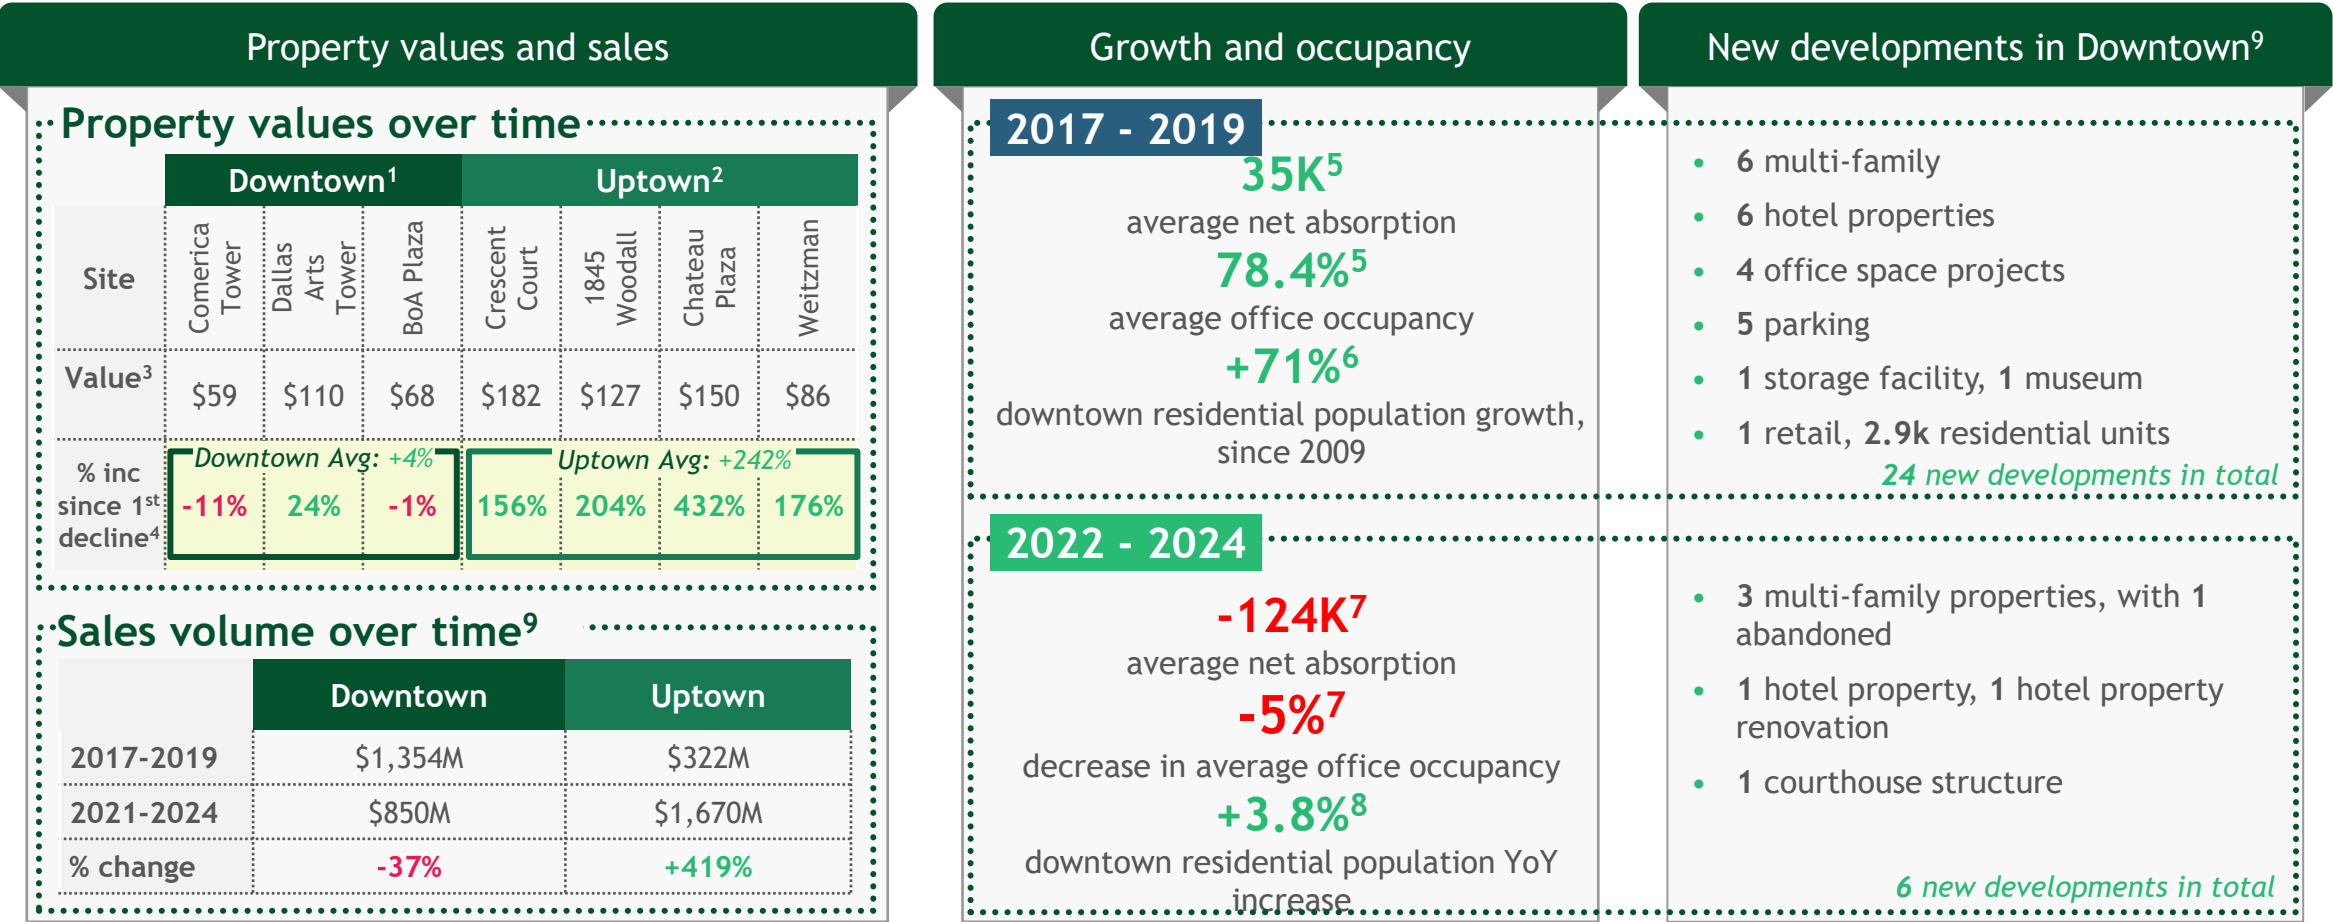 Property values and sales
Property values over time
Downtown¹ Uptown²
Site
Comerica
Tower
Dallas
Arts
Tower
BoA Plaza
Crescent
Court
1845
Woodall
Chateau
Plaza
Weitzman
Value³ $59 $110 $68 $182 $127 $150 $86
Downtown Avg: +4% Uptown Avg: +242%
% inc
since 1ˢᵗ
decline⁴
-11% 24% -1% 156% 204% 432% 176%
Sales volume over time⁹
Downtown Uptown
2017-2019 $1,354M $322M
2021-2024 $850M $1,670M
% change -37% +419%
Growth and occupancy
2017 - 2019
35K⁵
average net absorption
78.4%⁵
average office occupancy
+71%⁶
downtown residential population growth,
since 2009
2022 - 2024
-124K⁷
average net absorption
-5%⁷
decrease in average office occupancy
+3.8%⁸
downtown residential population YoY
increase
New developments in Downtown⁹
• 6 multi-family
• 6 hotel properties
• 4 office space projects
• 5 parking
• 1 storage facility, 1 museum
• 1 retail, 2.9k residential units
24 new developments in total
• 3 multi-family properties, with 1
abandoned
• 1 hotel property, 1 hotel property
renovation
• 1 courthouse structure
6 new developments in total